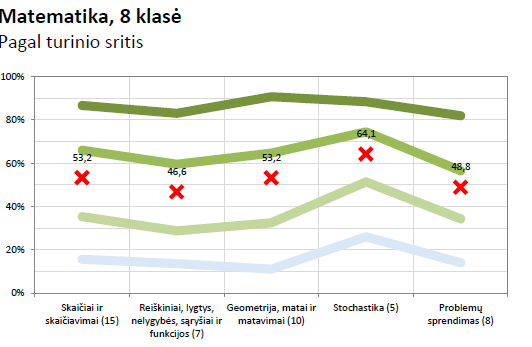 Matematika, 8 klasė
Pagal turinio sritis
100%
80%
60%
40%
20%
0%
53,2
46,6
53,2
64,1
48,8
Skaičiai ir
skaičiavimai (15)
Reiškiniai, lygtys,
nelygybės, sąryšiai ir
funkcijos (7)
Geometrija, matai ir
matavimai (10)
Stochastika (5)
Problemų
sprendimas (8)